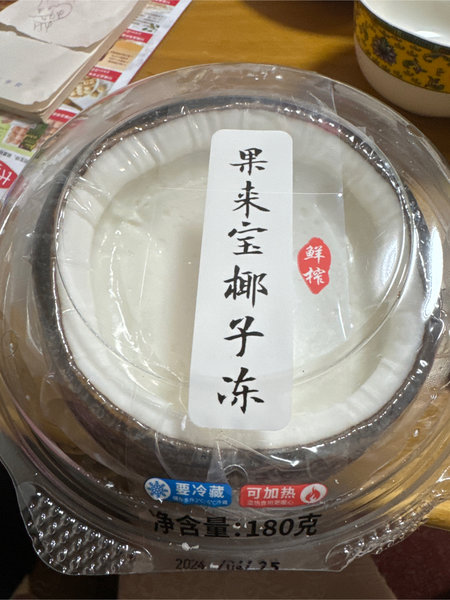 果来宝椰子冻
鲜榨
要冷藏
可加热
净含量:180克